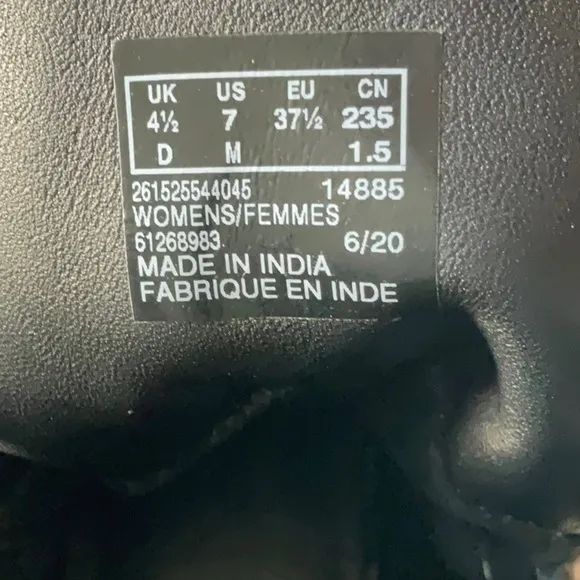 UK US EU CN
4½ 7 37½ 235
D M 1.5
261525544045 14885
WOMENS/FEMMES
61268983 6/20
MADE IN INDIA
FABRIQUE EN INDE